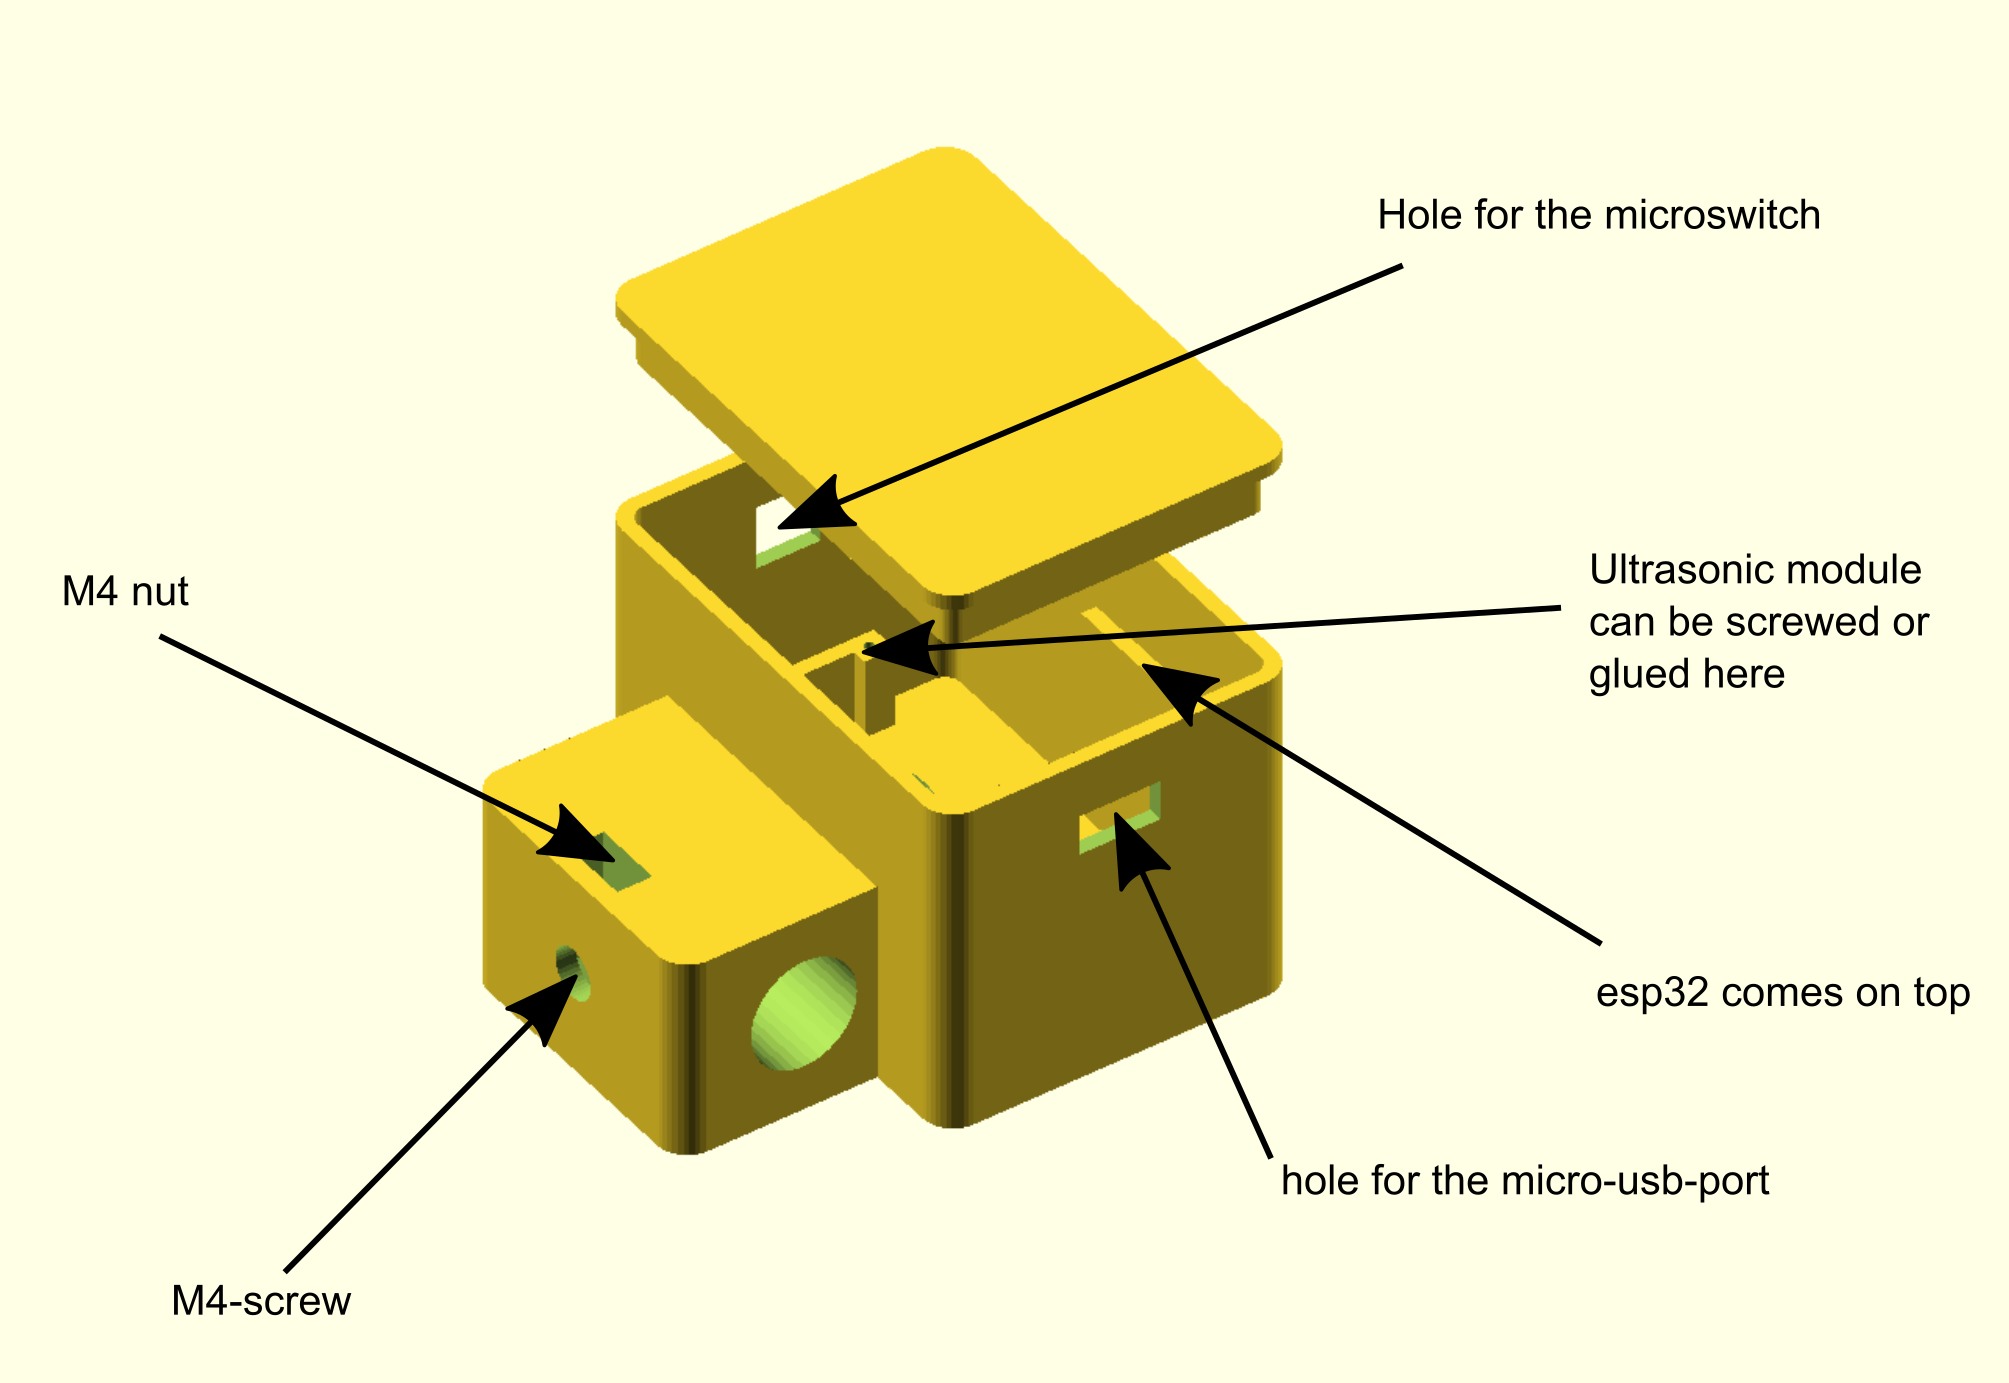 Hole for the microswitch
M4 nut
Ultrasonic module
can be screwed or
glued here
esp32 comes on top
hole for the micro-usb-port
M4-screw